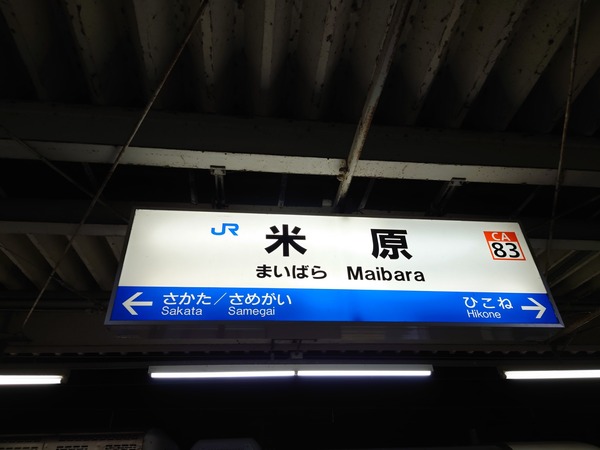 JR 米原 CA 83
まいばら Maibara
← さかた／さめがい ひこね →
Sakata Samegai Hikone